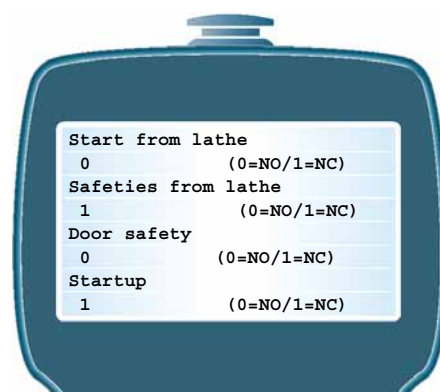 Start from lathe
0 (0=NO/1=NC)
Safeties from lathe
1 (0=NO/1=NC)
Door safety
0 (0=NO/1=NC)
Startup
1 (0=NO/1=NC)